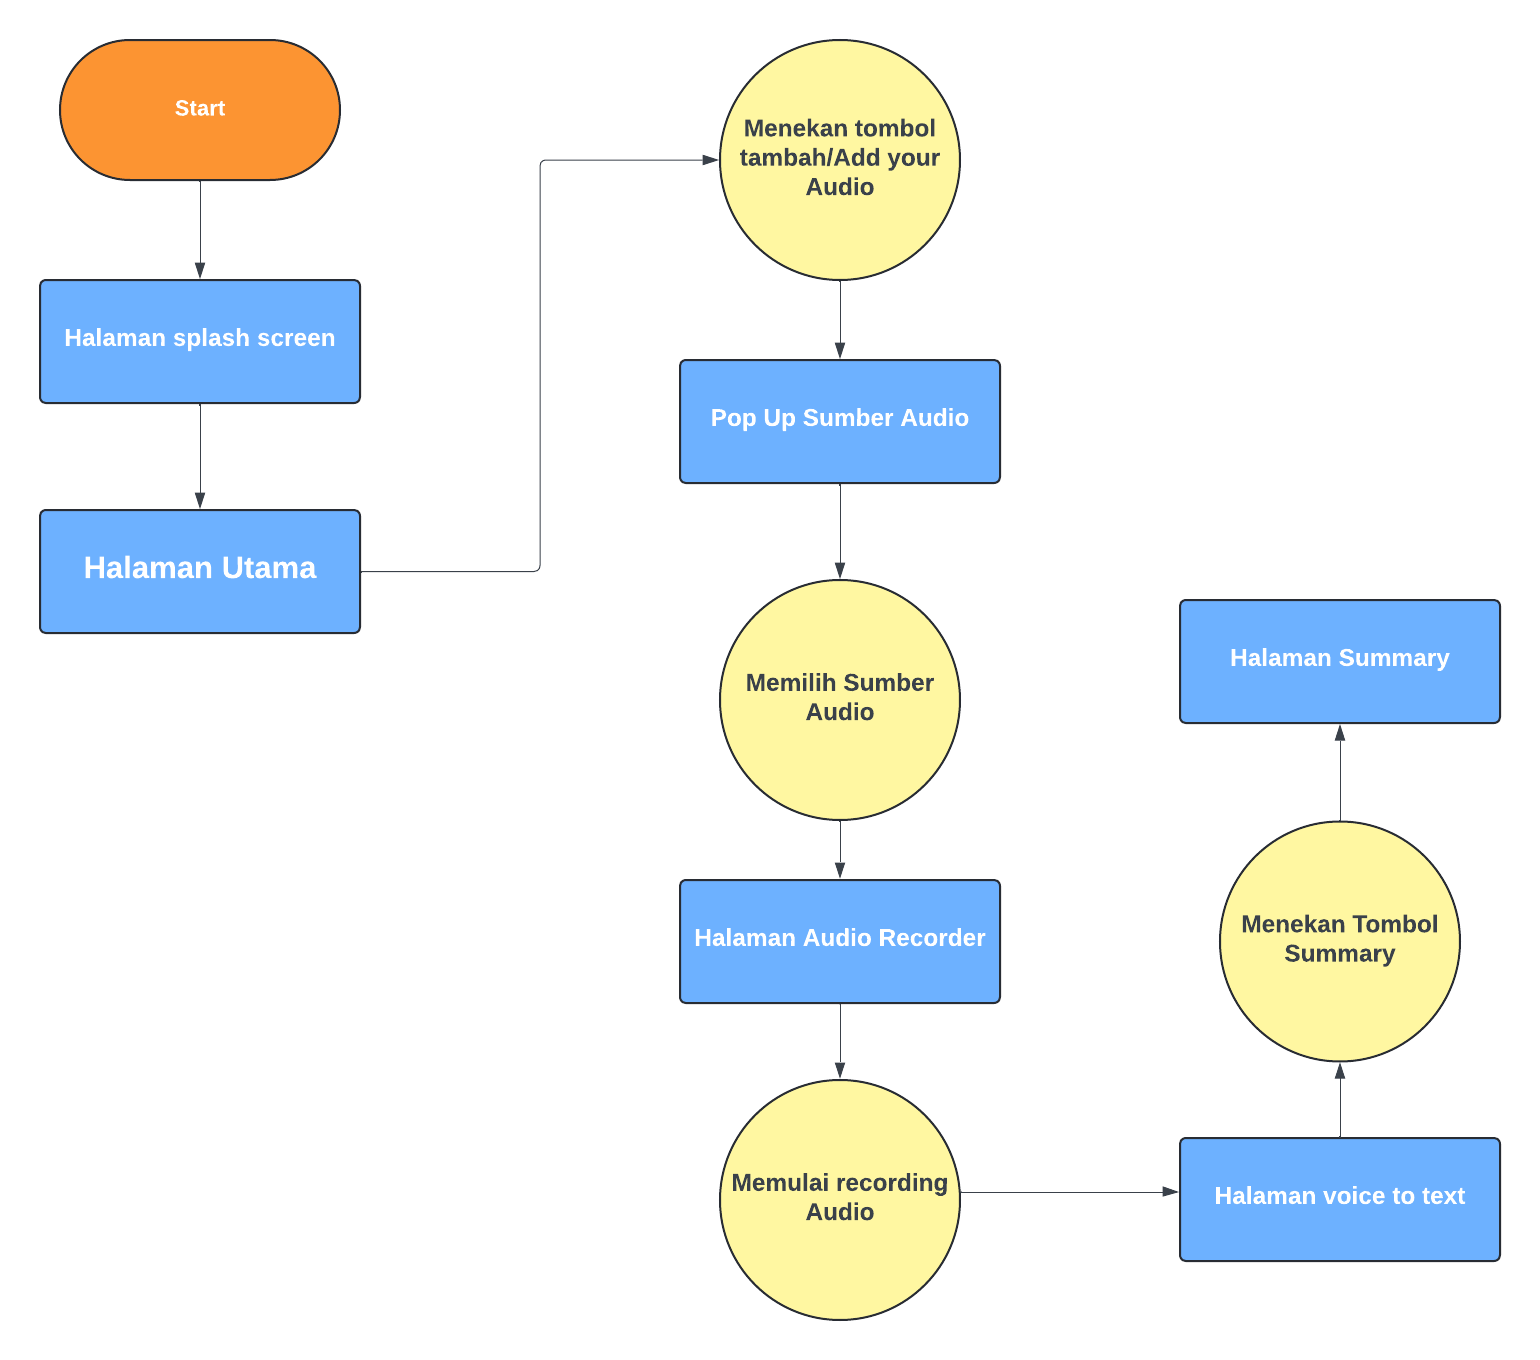 Start
Halaman splash screen
Halaman Utama
Menekan tombol
tambah/Add your
Audio
Pop Up Sumber Audio
Memilih Sumber
Audio
Halaman Audio Recorder
Memulai recording
Audio
Halaman voice to text
Menekan Tombol
Summary
Halaman Summary